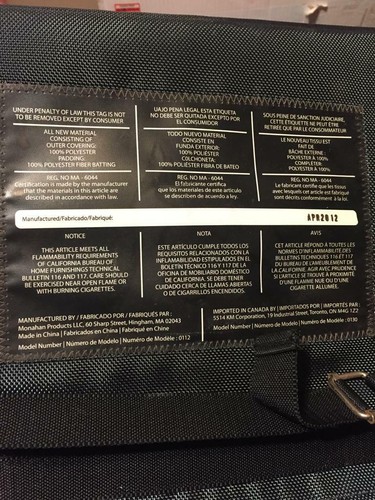 UNDER PENALTY OF LAW THIS TAG IS NOT
TO BE REMOVED EXCEPT BY CONSUMER
ALL NEW MATERIAL
CONSISTING OF
OUTER COVERING:
100% POLYESTER
PADDING:
100% POLYESTER FIBER BATTING
REG. NO MA - 6044
Certification is made by the manufacturer
that the materials in this article are
described in accordance with law.
UAJO PENA LEGAL ESTA ETIQUETA
NO DEBE SER QUITADA EXCEPTO POR
EL CONSUMIDOR
TODO NUEVO MATERIAL
CONSISTE EN
FUNDA EXTERIOR:
100% POLIÉSTER
COLCHONETA:
100% POLIÉSTER FIBRA DE BATEO
REG. NO MA - 6044
El fabricante certifica
que los materiales de este artículo
se describen de acuerdo a ley.
SOUS PEINE DE SANCTION JUDICIAIRE,
CETTE ÉTIQUETTE NE PEUT ÊTRE
RETIRÉE QUE PAR LE CONSOMMATEUR
LE NOUVEAU TISSU EST
FAIT DE
BÂCHE EXTERNE
POLYESTER À 100%
COMPLÉTER
POLYESTER À 100%
REG. NO MA - 6044
Le fabricant certifie que les tissus
avec lesquels cet article est fabriqué
sont décrits conformément à la loi.
Manufactured/Fabricado/Fabriqué:
APR2012
NOTICE
THIS ARTICLE MEETS ALL
FLAMMABILITY REQUIREMENTS
OF CALIFORNIA BUREAU OF
HOME FURNISHINGS TECHNICAL
BULLETIN 116 AND 117. CARE SHOULD
BE EXERCISED NEAR OPEN FLAME OR
WITH BURNING CIGARETTES.
NOTA
ESTE ARTÍCULO CUMPLE TODOS LOS
REQUISITOS RELACIONADOS CON LA
INFLAMABILIDAD ESTIPULADOS EN EL
BOLETÍN TÉCNICO 116 Y 117 DE LA
OFICINA DE MOBILIARIO DOMÉSTICO
DE CALIFORNIA. SE DEBE TENER
CUIDADO CERCA DE LLAMAS ABIERTAS
O DE CIGARRILLOS ENCENDIDOS.
AVIS
CET ARTICLE RÉPOND À TOUTES LES
NORMES D'INFLAMMABILITÉ,
DES BULLETINS TECHNIQUES 116 ET 117
DU BUREAU DE L'AMEUBLEMENT DE
LA CALIFORNIE. AGIR AVEC PRUDENCE
SI L'ARTICLE SE TROUVE À PROXIMITÉ
D'UNE FLAMME NUE OU D'UNE
CIGARETTE ALLUMÉE.
MANUFACTURED BY / FABRICADO POR / FABRIQUÉS PAR :
Monahan Products LLC, 60 Sharp Street, Hingham, MA 02043
Made in China | Fabricados en China | Fabriqué en Chine
Model Number | Número de Modelo | Numéro de Modèle : 0112
IMPORTED IN CANADA BY | IMPORTADOS POR | IMPORTÉS PAR :
5514 KM Corporation, 19 Industrial Street, Toronto, ON M4G 1Z2
Model Number | Número de Modelo | Numéro de Modèle : 0130